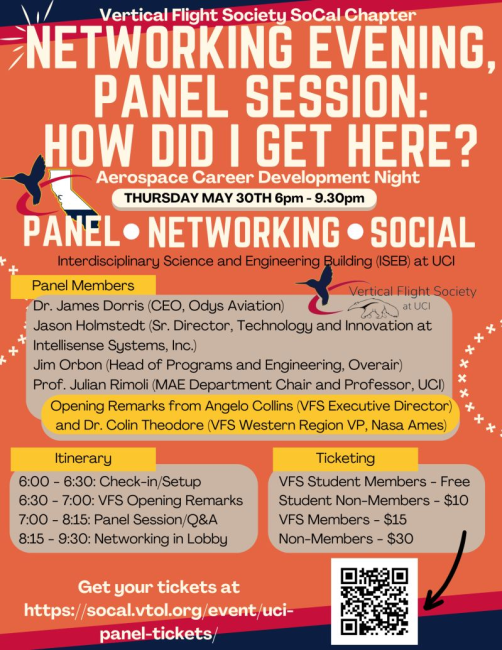 Vertical Flight Society SoCal Chapter
NETWORKING EVENING,
PANEL SESSION:
HOW DID I GET HERE?
Aerospace Career Development Night
THURSDAY MAY 30TH 6pm - 9.30pm
PANEL • NETWORKING • SOCIAL
Interdisciplinary Science and Engineering Building (ISEB) at UCI
Panel Members
Vertical Flight Society
at UCI
Dr. James Dorris (CEO, Odys Aviation)
Jason Holmstedt (Sr. Director, Technology and Innovation at
Intellisense Systems, Inc.)
Jim Orbon (Head of Programs and Engineering, Overair)
Prof. Julian Rimoli (MAE Department Chair and Professor, UCI)
Opening Remarks from Angelo Collins (VFS Executive Director)
and Dr. Colin Theodore (VFS Western Region VP, Nasa Ames)
Itinerary
6:00 - 6:30: Check-in/Setup
6:30 - 7:00: VFS Opening Remarks
7:00 - 8:15: Panel Session/Q&A
8:15 - 9:30: Networking in Lobby
Ticketing
VFS Student Members - Free
Student Non-Members - $10
VFS Members - $15
Non-Members - $30
Get your tickets at
https://socal.vtol.org/event/uci-
panel-tickets/